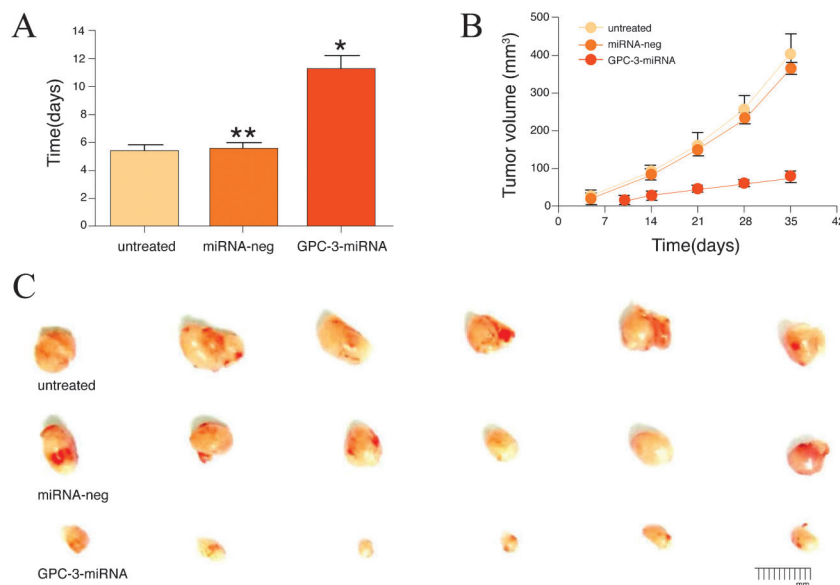 A
Time(days)
14
12
10
8
6
4
2
0
**
*
untreated
miRNA-neg
GPC-3-miRNA
B
Tumor volume (mm³)
500
400
300
200
100
0
untreated
miRNA-neg
GPC-3-miRNA
0
7
14
21
28
35
42
Time(days)
C
untreated
miRNA-neg
GPC-3-miRNA
mm